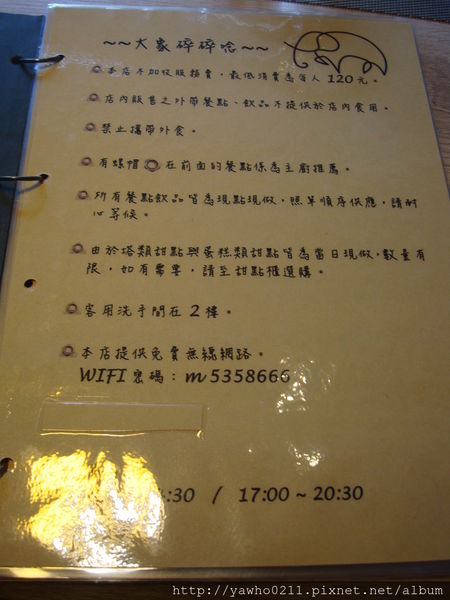 ~~大象碎碎唸~~
本店不加收服務費，最低消費為每人 120 元。
店內販售之外帶餐點、飲品不提供於店內食用。
禁止攜帶外食。
有螺帽 在前面的餐點係為主廚推薦。
所有餐點飲品皆為現點現做，照單順序供應，請耐
心等候。
由於塔類甜點與蛋糕類甜點皆為當日現做，數量有
限，如有需要，請至甜點櫃選購。
客用洗手間在 2 樓。
本店提供免費無線網路。
WIFI 密碼：m5358666
:30 / 17:00 ~ 20:30
http://yawho0211.pixnet.net/album